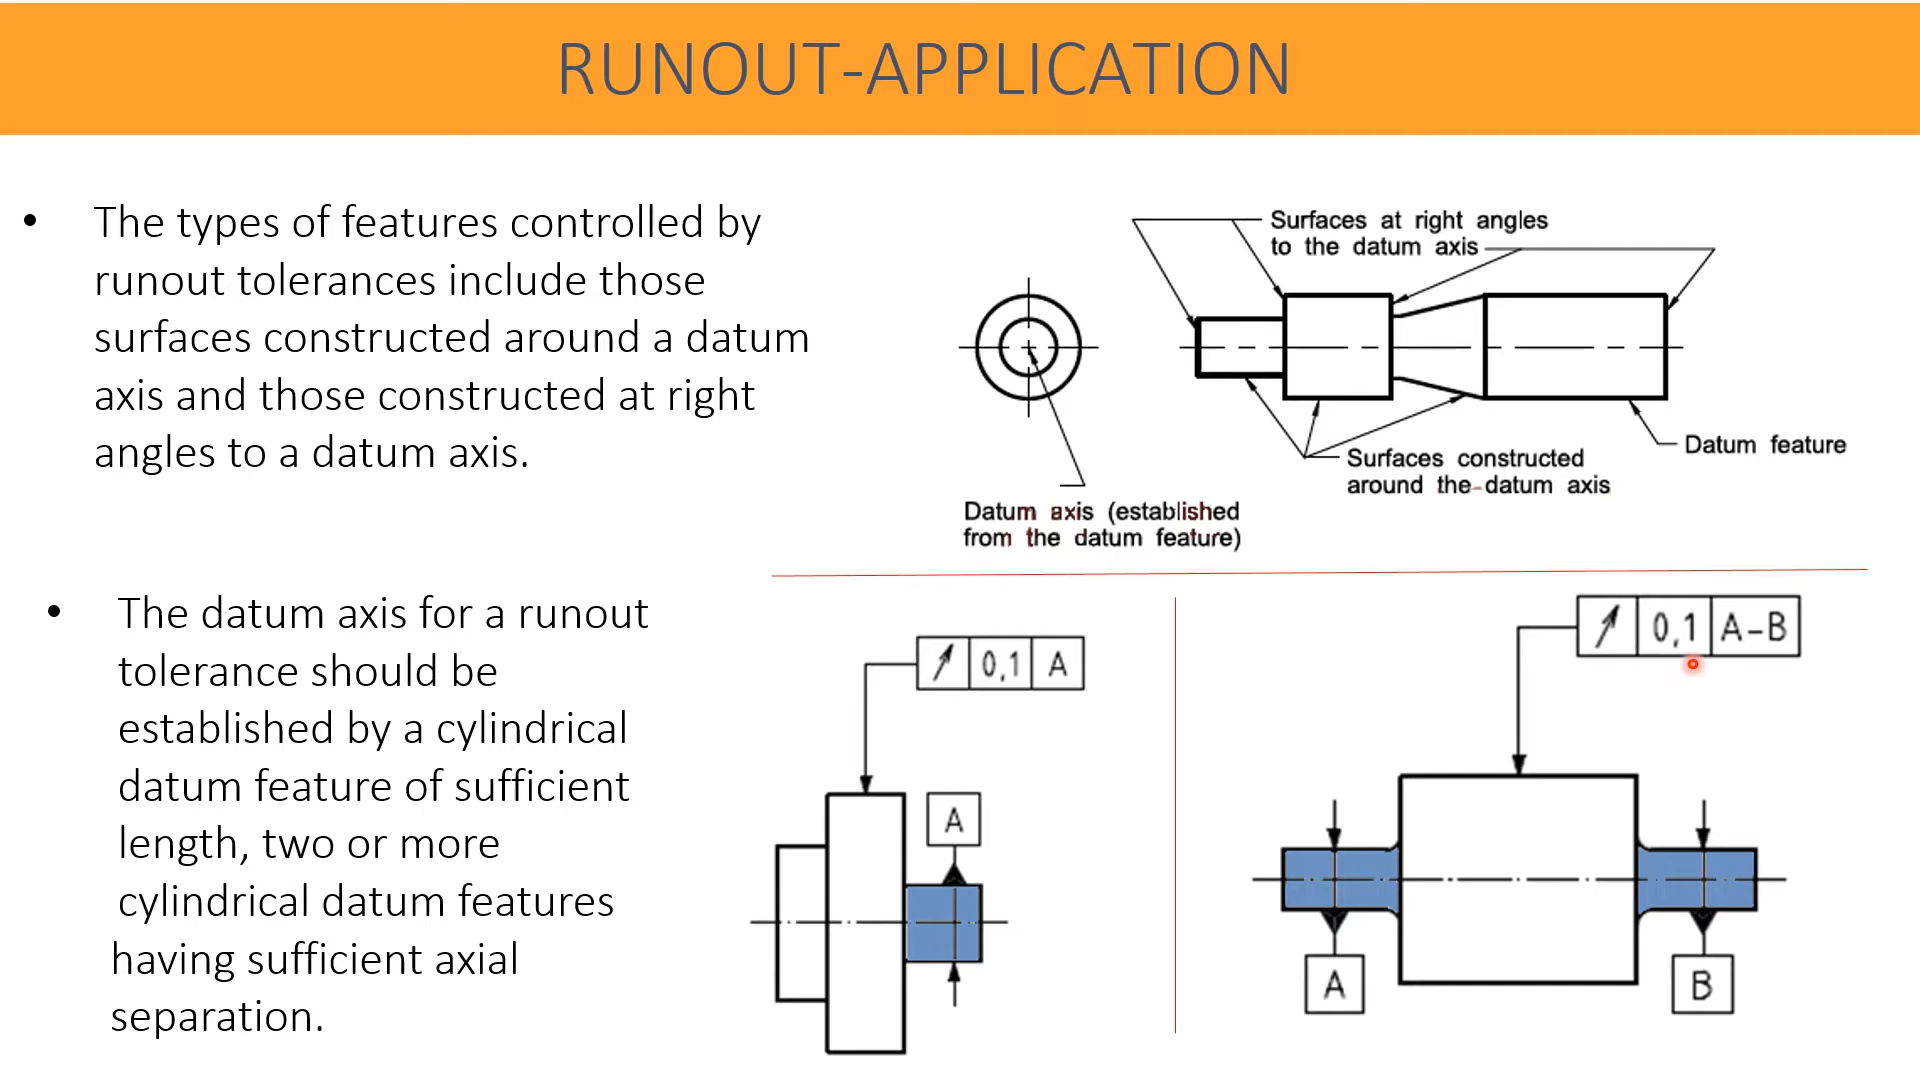 RUNOUT-APPLICATION
• The types of features controlled by
runout tolerances include those
surfaces constructed around a datum
axis and those constructed at right
angles to a datum axis.
Surfaces at right angles
to the datum axis
Datum feature
Surfaces constructed
around the datum axis
Datum axis (established
from the datum feature)
• The datum axis for a runout
tolerance should be
established by a cylindrical
datum feature of sufficient
length, two or more
cylindrical datum features
having sufficient axial
separation.
0,1 A
A
0,1 A-B
A
B